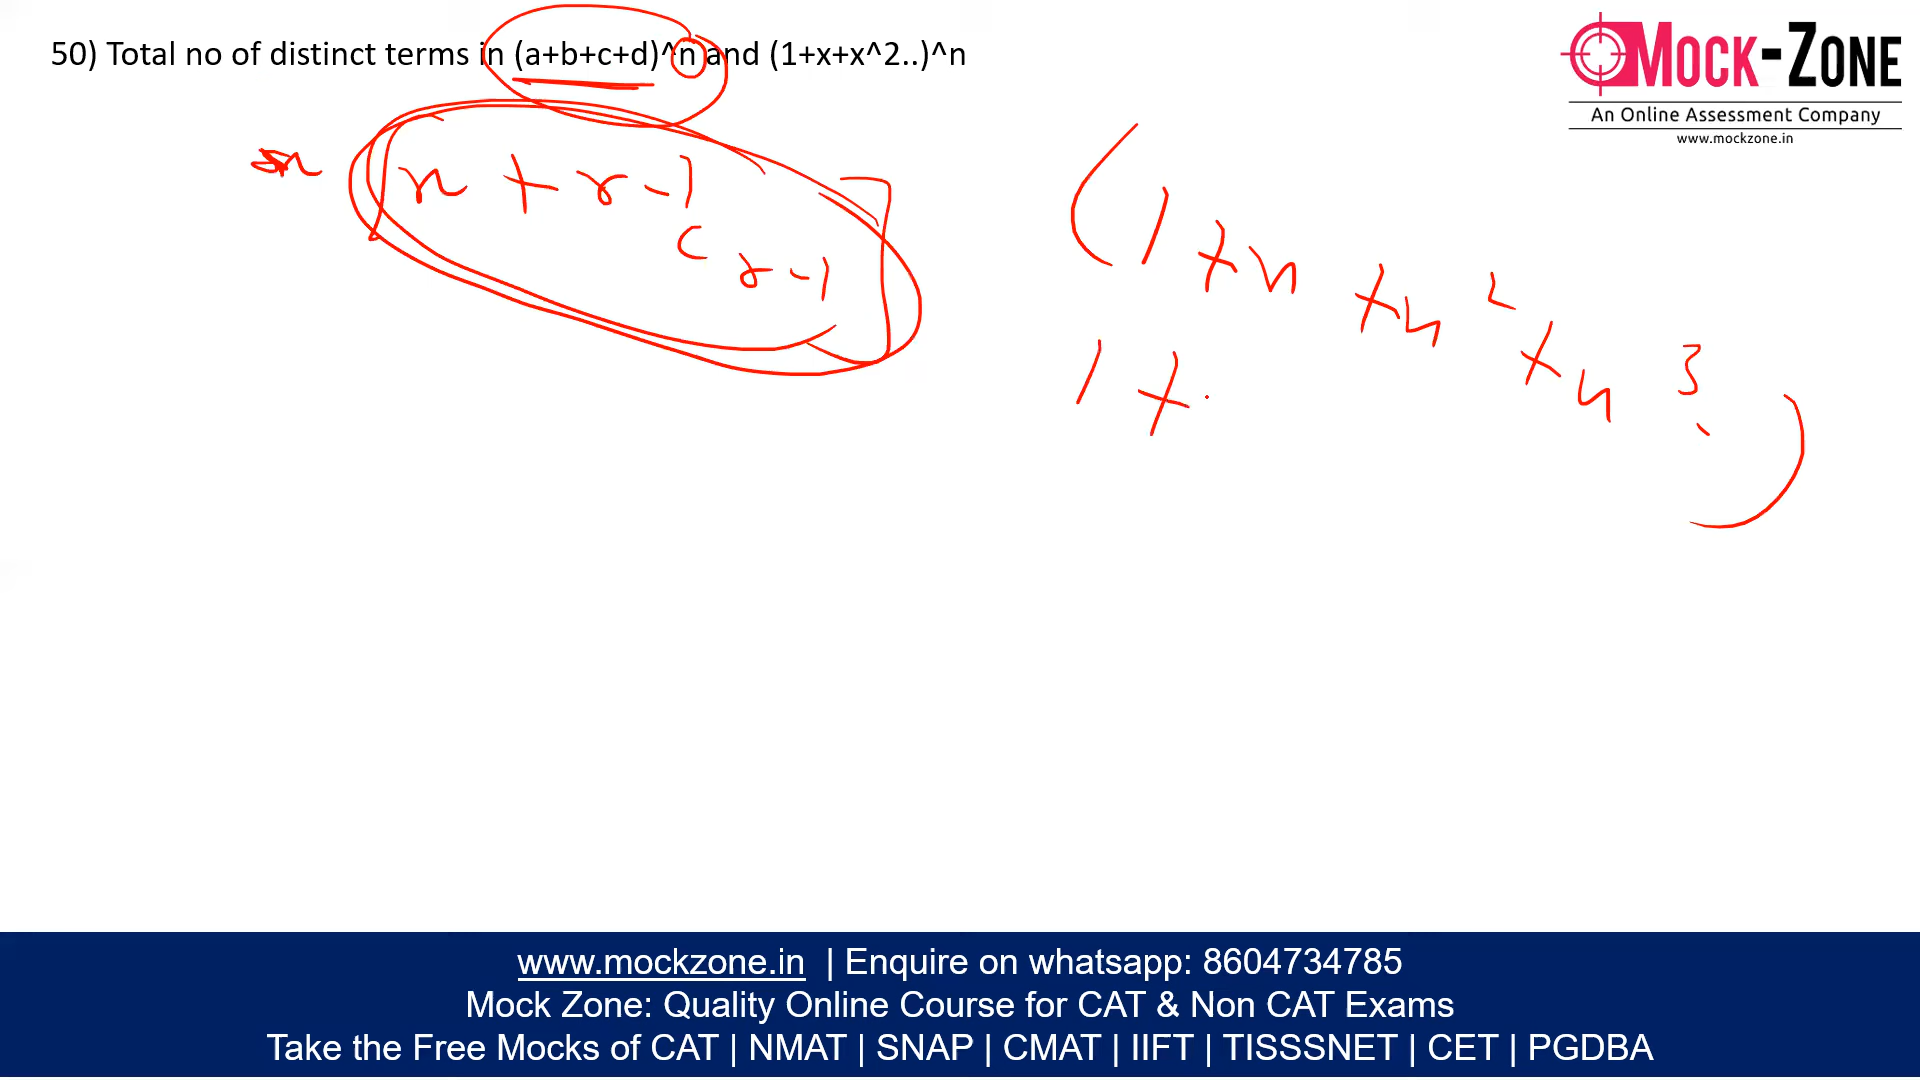 50) Total no of distinct terms in (a+b+c+d)^n and (1+x+x^2..)^n
MOCK-ZONE
An Online Assessment Company
www.mockzone.in
n + r-1
C r-1
(1 + x + x² + x³ )
1 +
www.mockzone.in | Enquire on whatsapp: 8604734785
Mock Zone: Quality Online Course for CAT & Non CAT Exams
Take the Free Mocks of CAT | NMAT | SNAP | CMAT | IIFT | TISSSNET | CET | PGDBA